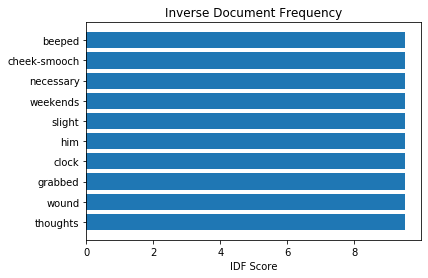 Inverse Document Frequency
beeped
cheek-smooch
necessary
weekends
slight
him
clock
grabbed
wound
thoughts
0 2 4 6 8
IDF Score